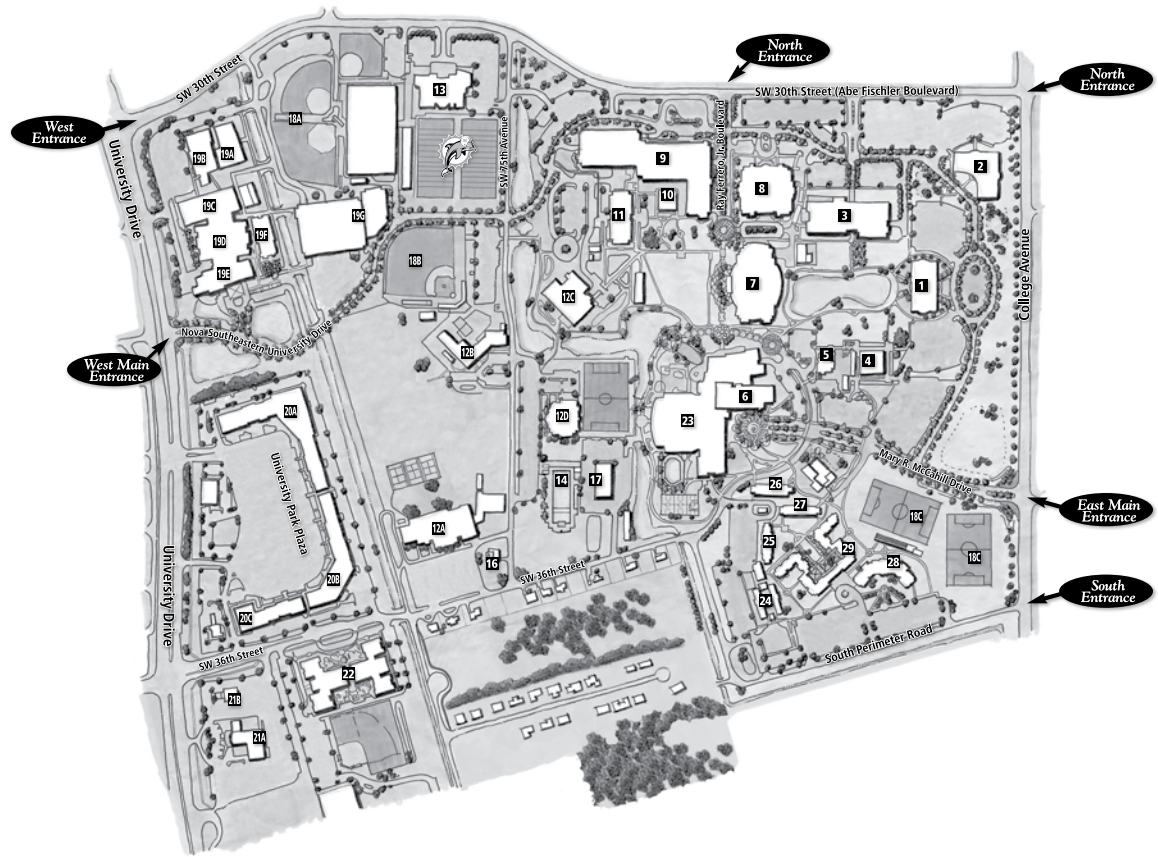 North
Entrance
North
Entrance
West
Entrance
SW 30th Street
SW 30th Street (Abe Fischler Boulevard)
University Drive
SW 75th Avenue
Ray Ferrero, Jr. Boulevard
College Avenue
13
18A
19B
19A
9
2
8
10
19C
19G
11
3
19D
19F
18B
19E
7
1
12C
Nova Southeastern University Drive
West Main
Entrance
12B
5
4
6
20A
12D
23
University Park Plaza
Mary R. McCahill Drive
14
17
26
27
East Main
Entrance
18C
12A
25
29
18C
16
28
SW 36th Street
University Drive
20B
24
South
Entrance
20C
South Perimeter Road
SW 36th Street
22
21B
21A